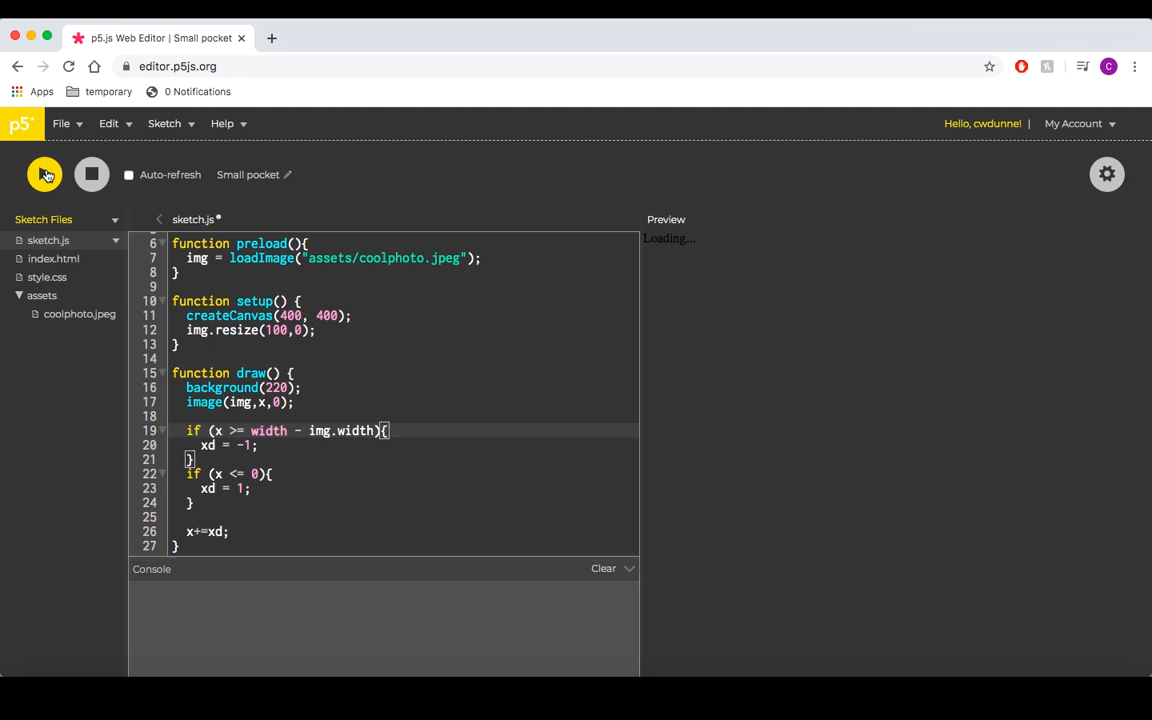 p5.js Web Editor | Small pocket
editor.p5js.org
C
Apps temporary 0 Notifications
p5* File Edit Sketch Help Hello, cwdunne! | My Account
Auto-refresh Small pocket
Sketch Files sketch.js Preview
sketch.js Loading...
index.html
style.css
assets
coolphoto.jpeg
6 function preload(){
7 img = loadImage("assets/coolphoto.jpeg");
8 }
9
10 function setup() {
11 createCanvas(400, 400);
12 img.resize(100,0);
13 }
14
15 function draw() {
16 background(220);
17 image(img,x,0);
18
19 if (x >= width - img.width){
20 xd = -1;
21 }
22 if (x <= 0){
23 xd = 1;
24 }
25
26 x+=xd;
27 }
Console Clear